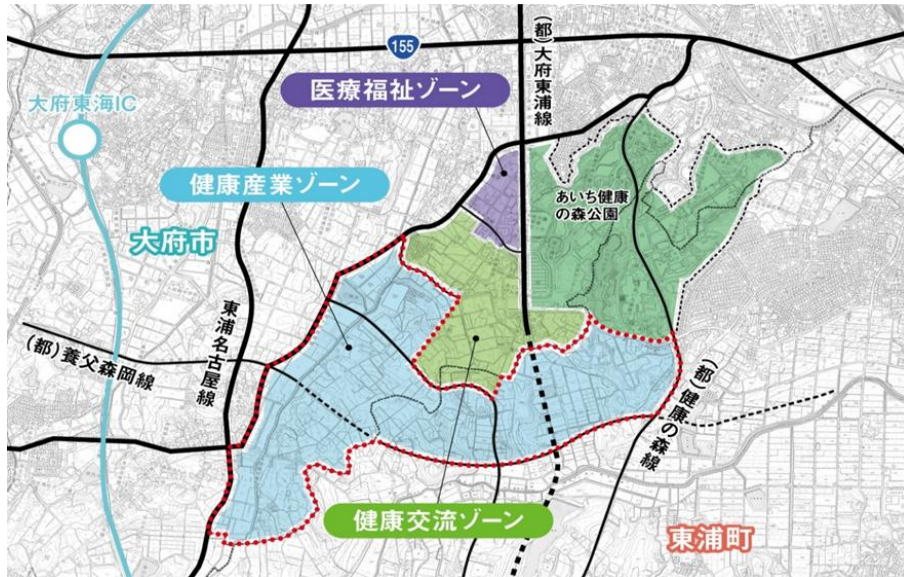 155
(都)大府東浦線
医療福祉ゾーン
大府東海IC
健康産業ゾーン
あいち健康
の森公園
大府市
東浦名古屋線
(都)養父森岡線
(都)健康の森線
健康交流ゾーン
東浦町